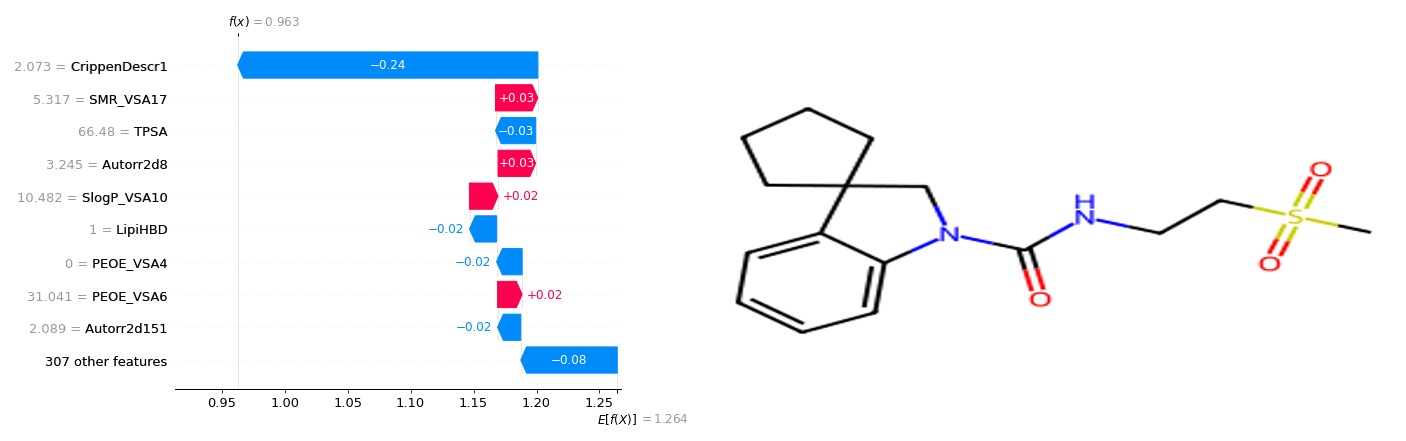 f(x) = 0.963
2.073 = CrippenDescr1
−0.24
5.317 = SMR_VSA17
+0.03
66.48 = TPSA
−0.03
3.245 = Autorr2d8
+0.03
10.482 = SlogP_VSA10
+0.02
1 = LipiHBD
−0.02
0 = PEOE_VSA4
−0.02
31.041 = PEOE_VSA6
+0.02
2.089 = Autorr2d151
−0.02
307 other features
−0.08
0.95 1.00 1.05 1.10 1.15 1.20 1.25
E[f(X)] = 1.264
O
H
N
S
N
O
O